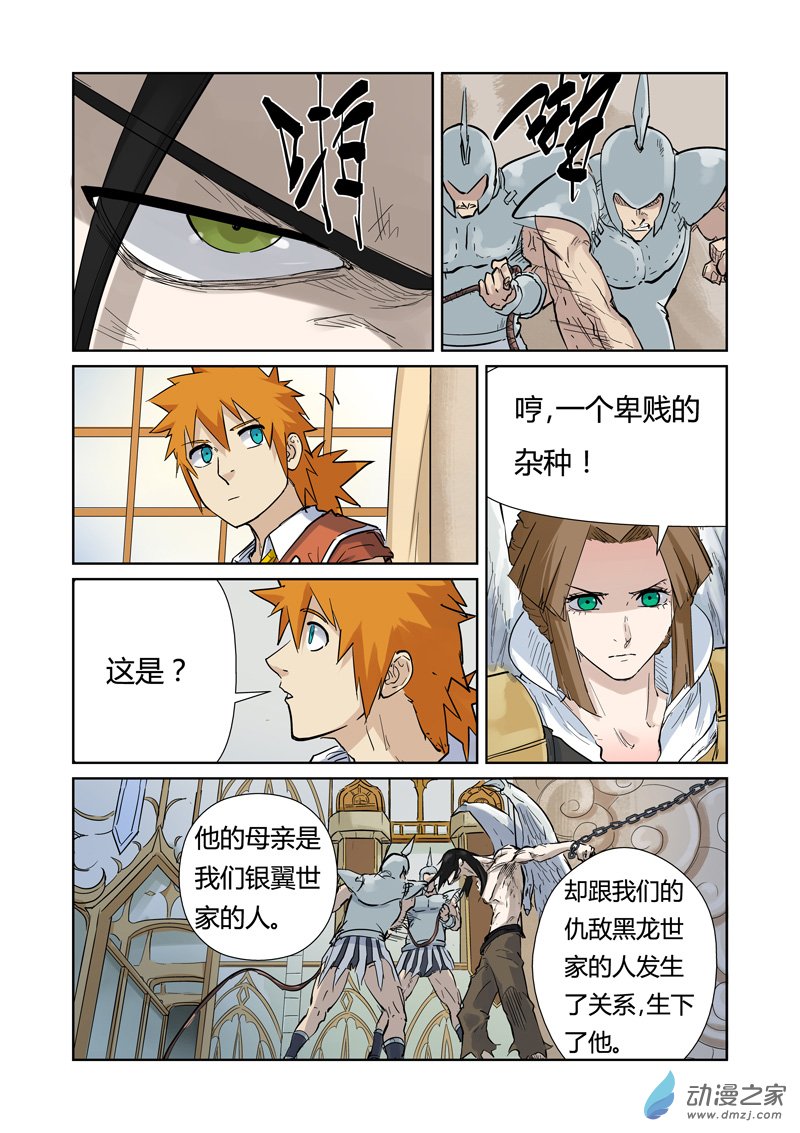 啪
啪
哼，一个卑贱的
杂种！
这是？
他的母亲是
我们银翼世
家的人。
却跟我们的
仇敌黑龙世
家的人发生
了关系，生下
了他。
动漫之家
www.dmzj.com